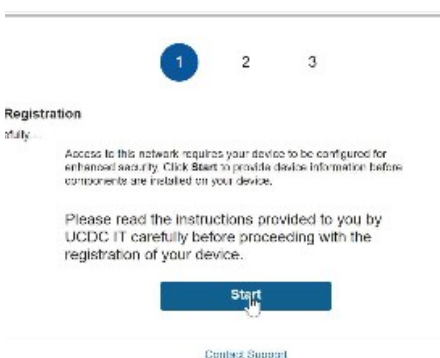 1 2 3
Registration
efully...
Access to this network requires your device to be configured for
enhanced security. Click Start to provide device information before
components are installed on your device.
Please read the instructions provided to you by
UCDC IT carefully before proceeding with the
registration of your device.
Start
Contact Support